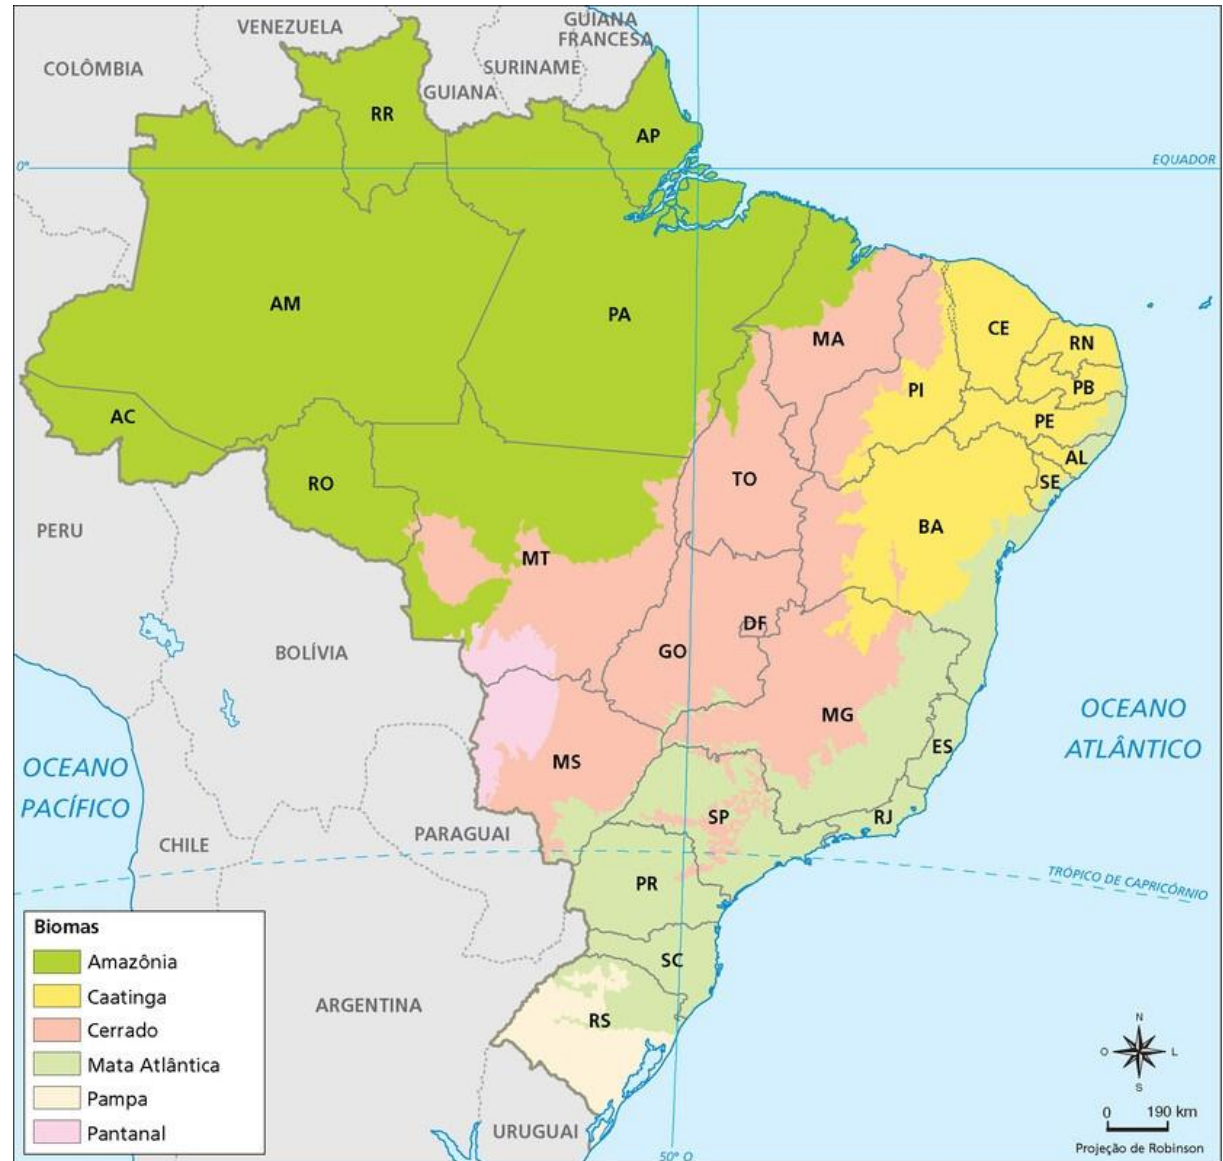 VENEZUELA
GUIANA
FRANCESA
COLÔMBIA
SURINAME
GUIANA
RR
AP
0°
EQUADOR
AM
PA
MA
CE
RN
PI
PB
PE
AC
AL
SE
RO
TO
BA
PERU
MT
DF
BOLÍVIA
GO
MG
OCEANO
ATLÂNTICO
ES
MS
OCEANO
PACÍFICO
SP
RJ
PARAGUAI
CHILE
PR
TRÓPICO DE CAPRICÓRNIO
SC
ARGENTINA
RS
URUGUAI
50° O
Biomas
Amazônia
Caatinga
Cerrado
Mata Atlântica
Pampa
Pantanal
N
O L
S
0 190 km
Projeção de Robinson